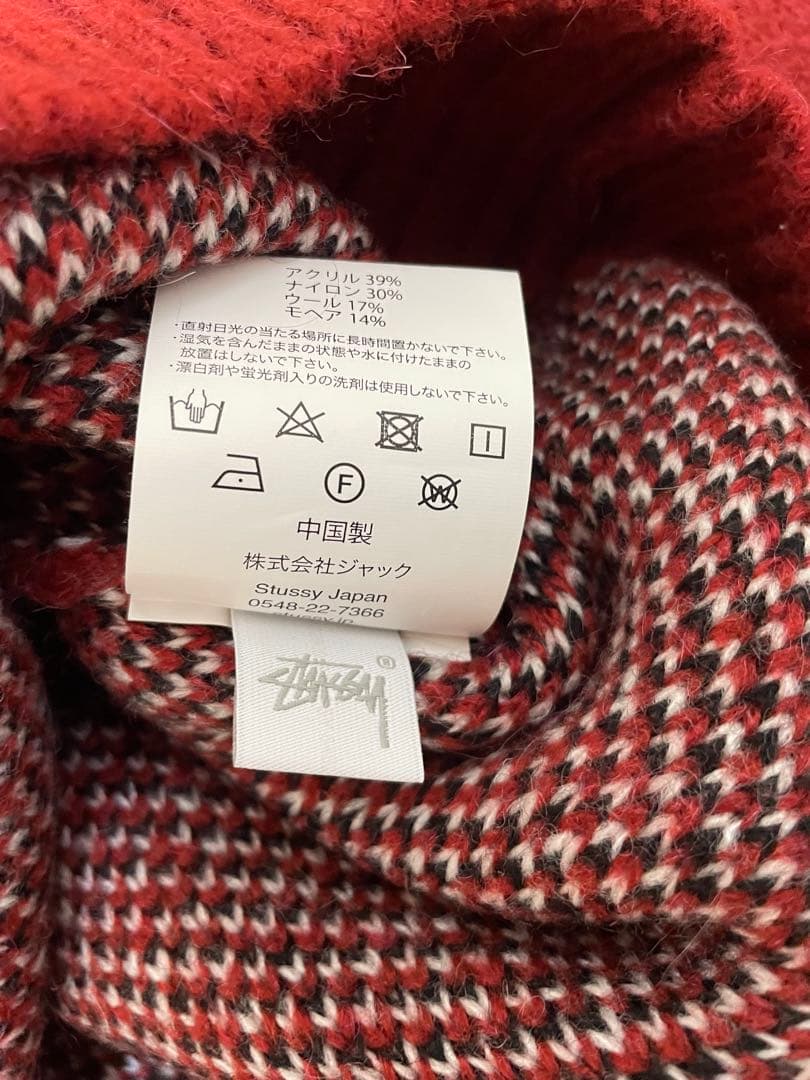 アクリル 39%
ナイロン 30%
ウール 17%
モヘア 14%
・直射日光の当たる場所に長時間置かないで下さい。
・湿気を含んだままの状態や水に付けたままの
放置はしないで下さい。
・漂白剤や蛍光剤入りの洗剤は使用しないで下さい。
F
W
中国製
株式会社ジャック
Stussy Japan
0548-22-7366
stussy.jp
®